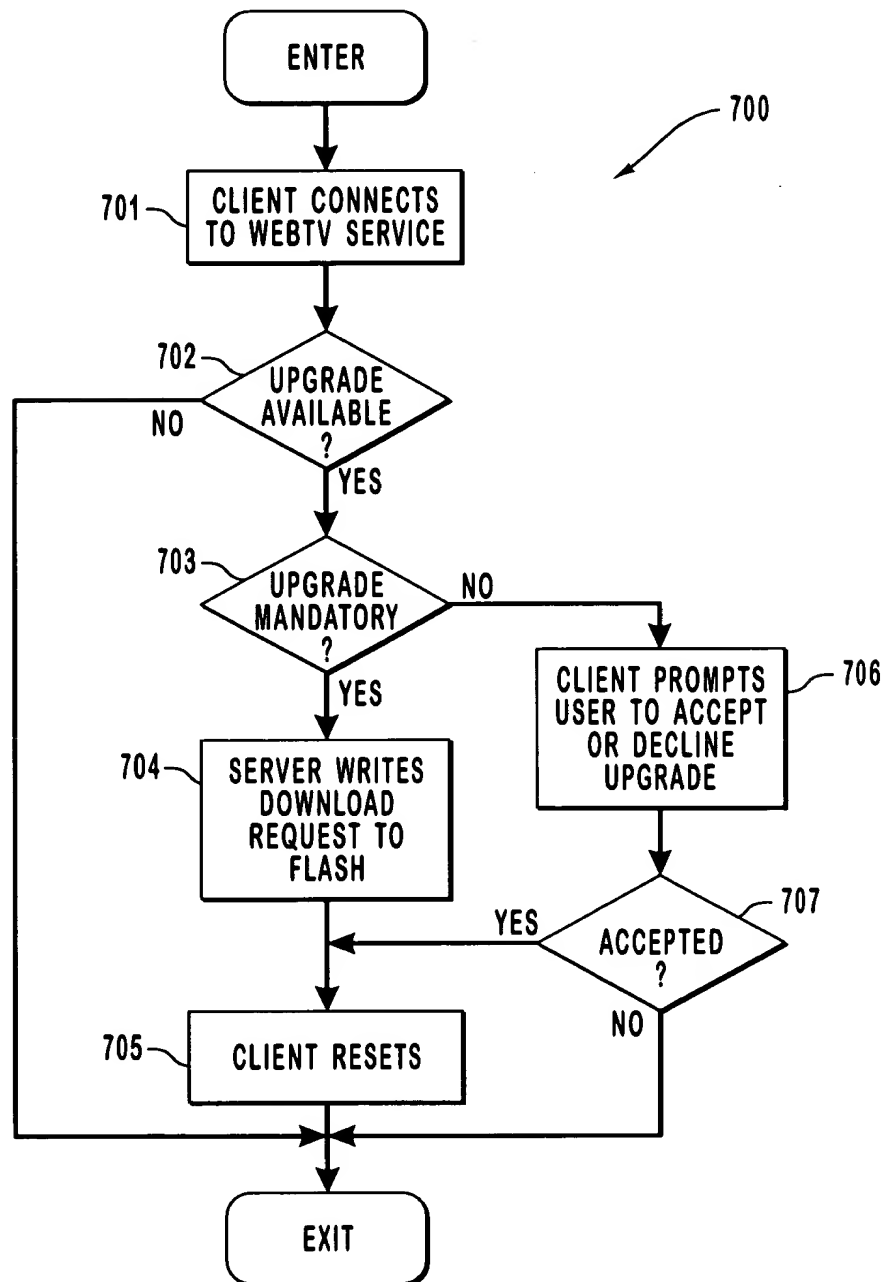 ENTER
700
701
CLIENT CONNECTS
TO WEBTV SERVICE
702
UPGRADE
AVAILABLE
?
NO
YES
703
UPGRADE
MANDATORY
?
NO
YES
706
CLIENT PROMPTS
USER TO ACCEPT
OR DECLINE
UPGRADE
704
SERVER WRITES
DOWNLOAD
REQUEST TO
FLASH
707
YES
ACCEPTED
?
NO
705
CLIENT RESETS
EXIT